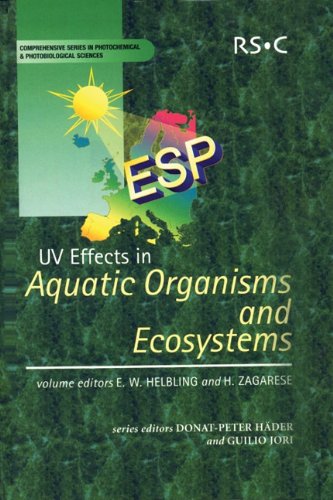 COMPREHENSIVE SERIES IN PHOTOCHEMICAL
& PHOTOBIOLOGICAL SCIENCES
RS•C
ESP
UV Effects in
Aquatic Organisms
and
Ecosystems
volume editors E. W. HELBLING and H. ZAGARESE
series editors DONAT-PETER HÄDER
and GUILIO JORI